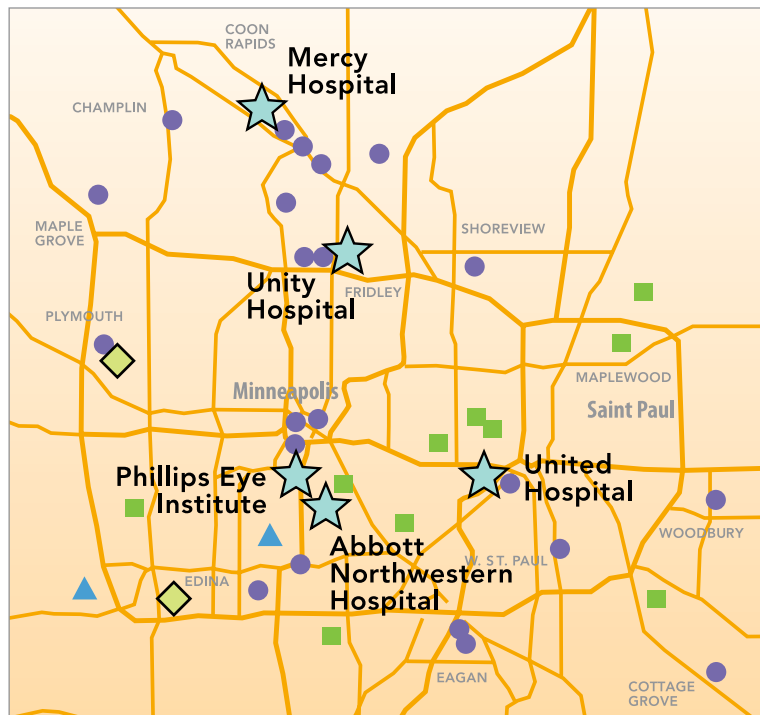 COON
RAPIDS
Mercy
Hospital
CHAMPLIN
MAPLE
GROVE
SHOREVIEW
Unity
Hospital
FRIDLEY
PLYMOUTH
MAPLEWOOD
Minneapolis
Saint Paul
Phillips Eye
Institute
United
Hospital
WOODBURY
Abbott
Northwestern
Hospital
W. ST. PAUL
EDINA
EAGAN
COTTAGE
GROVE